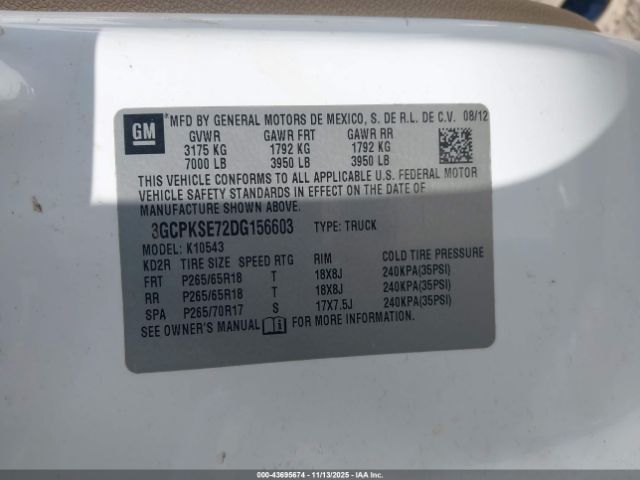 GM
*MFD BY GENERAL MOTORS DE MEXICO, S. DE R.L. DE C.V. 08/12
GVWR GAWR FRT GAWR RR
3175 KG 1792 KG 1792 KG
7000 LB 3950 LB 3950 LB
THIS VEHICLE CONFORMS TO ALL APPLICABLE U.S. FEDERAL MOTOR
VEHICLE SAFETY STANDARDS IN EFFECT ON THE DATE OF
MANUFACTURE SHOWN ABOVE.
3GCPKSE72DG156603 TYPE: TRUCK
MODEL: K10543
KD2R TIRE SIZE SPEED RTG RIM COLD TIRE PRESSURE
FRT P265/65R18 T 18X8J 240KPA(35PSI)
RR P265/65R18 T 18X8J 240KPA(35PSI)
SPA P265/70R17 S 17X7.5J 240KPA(35PSI)
SEE OWNER'S MANUAL FOR MORE INFORMATION.
000-43695674 | 11/13/2025 - IAAI.COM